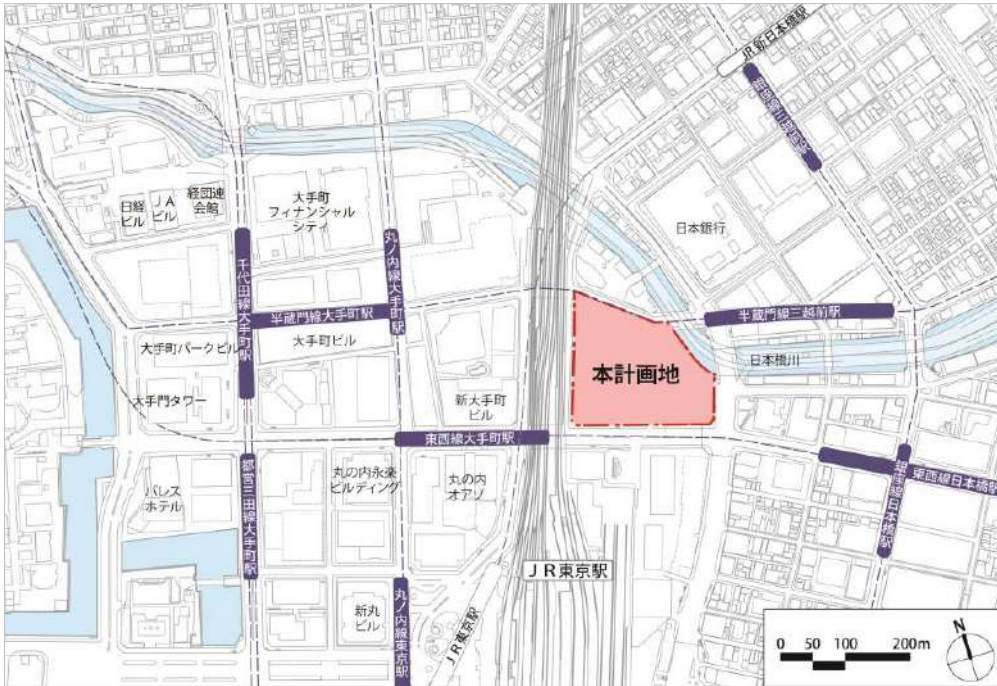 JR新日本橋駅
銀座線三越前駅
日経
ビル
JA
ビル
経団連
会館
大手町
フィナンシャル
シティ
日本銀行
千代田線大手町駅
丸ノ内線大手町駅
半蔵門線大手町駅
半蔵門線三越前駅
大手町パークビル
大手町ビル
日本橋川
本計画地
大手門タワー
新大手町
ビル
東西線大手町駅
東西線日本橋駅
銀座線日本橋駅
都営三田線大手町駅
パレス
ホテル
丸の内永楽
ビルディング
丸の内
オアゾ
JR東京駅
新丸
ビル
丸ノ内線東京駅
JR東京駅
N
0 50 100 200m